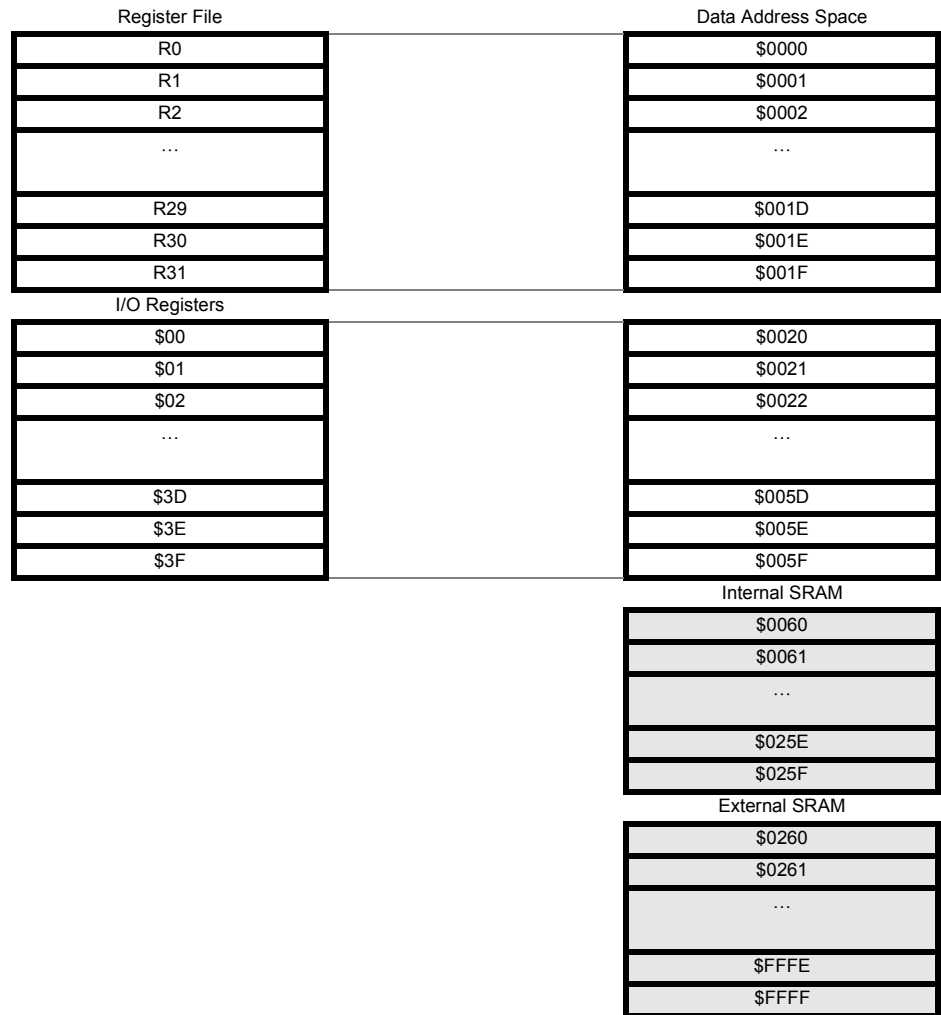 Register File
Data Address Space
R0
$0000
R1
$0001
R2
$0002
...
...
R29
$001D
R30
$001E
R31
$001F
I/O Registers
$00
$0020
$01
$0021
$02
$0022
...
...
$3D
$005D
$3E
$005E
$3F
$005F
Internal SRAM
$0060
$0061
...
$025E
$025F
External SRAM
$0260
$0261
...
$FFFE
$FFFF